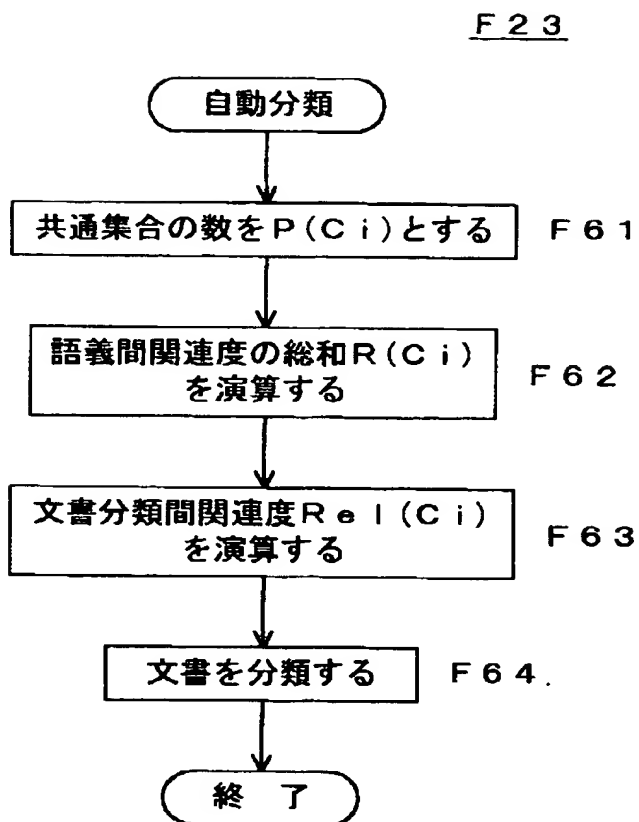 F23
自動分類
共通集合の数をP(Ci)とする F61
語義間関連度の総和R(Ci)
を演算する F62
文書分類間関連度Rel(Ci)
を演算する F63
文書を分類する F64.
終 了